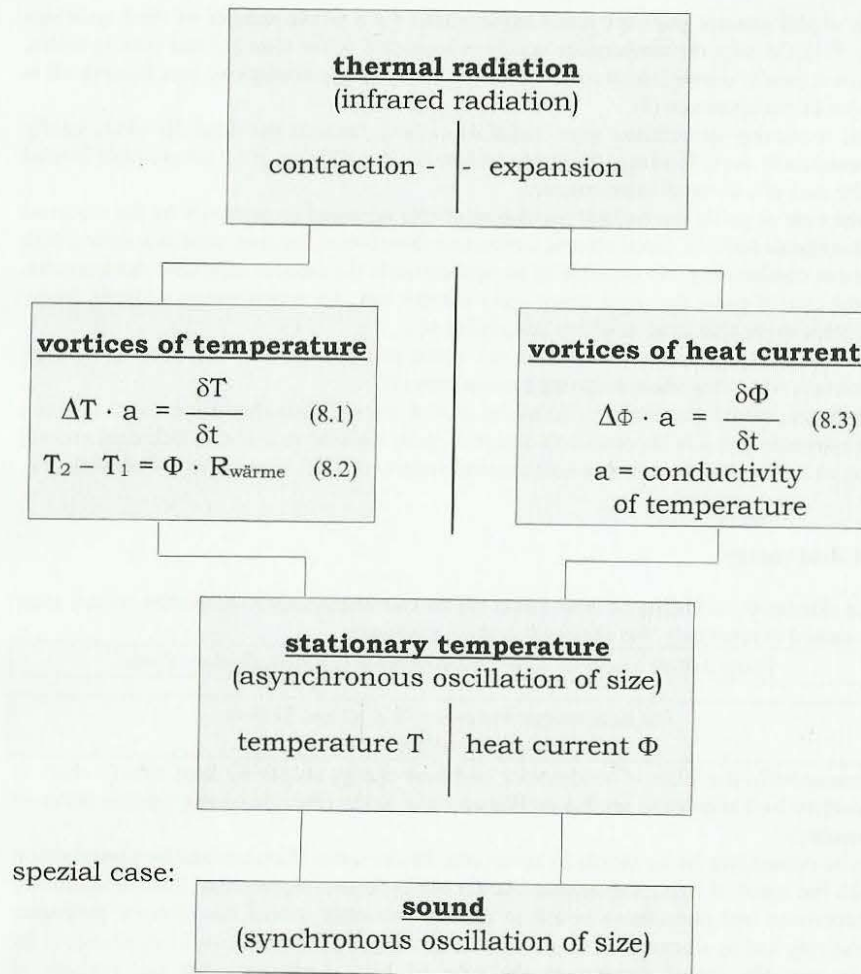 thermal radiation
(infrared radiation)
contraction - - expansion
vortices of temperature
ΔT · a = δT/δt (8.1)
T₂ – T₁ = Φ · Rwärme (8.2)
vortices of heat current
ΔΦ · a = δΦ/δt (8.3)
a = conductivity
of temperature
stationary temperature
(asynchronous oscillation of size)
temperature T | heat current Φ
spezial case:
sound
(synchronous oscillation of size)